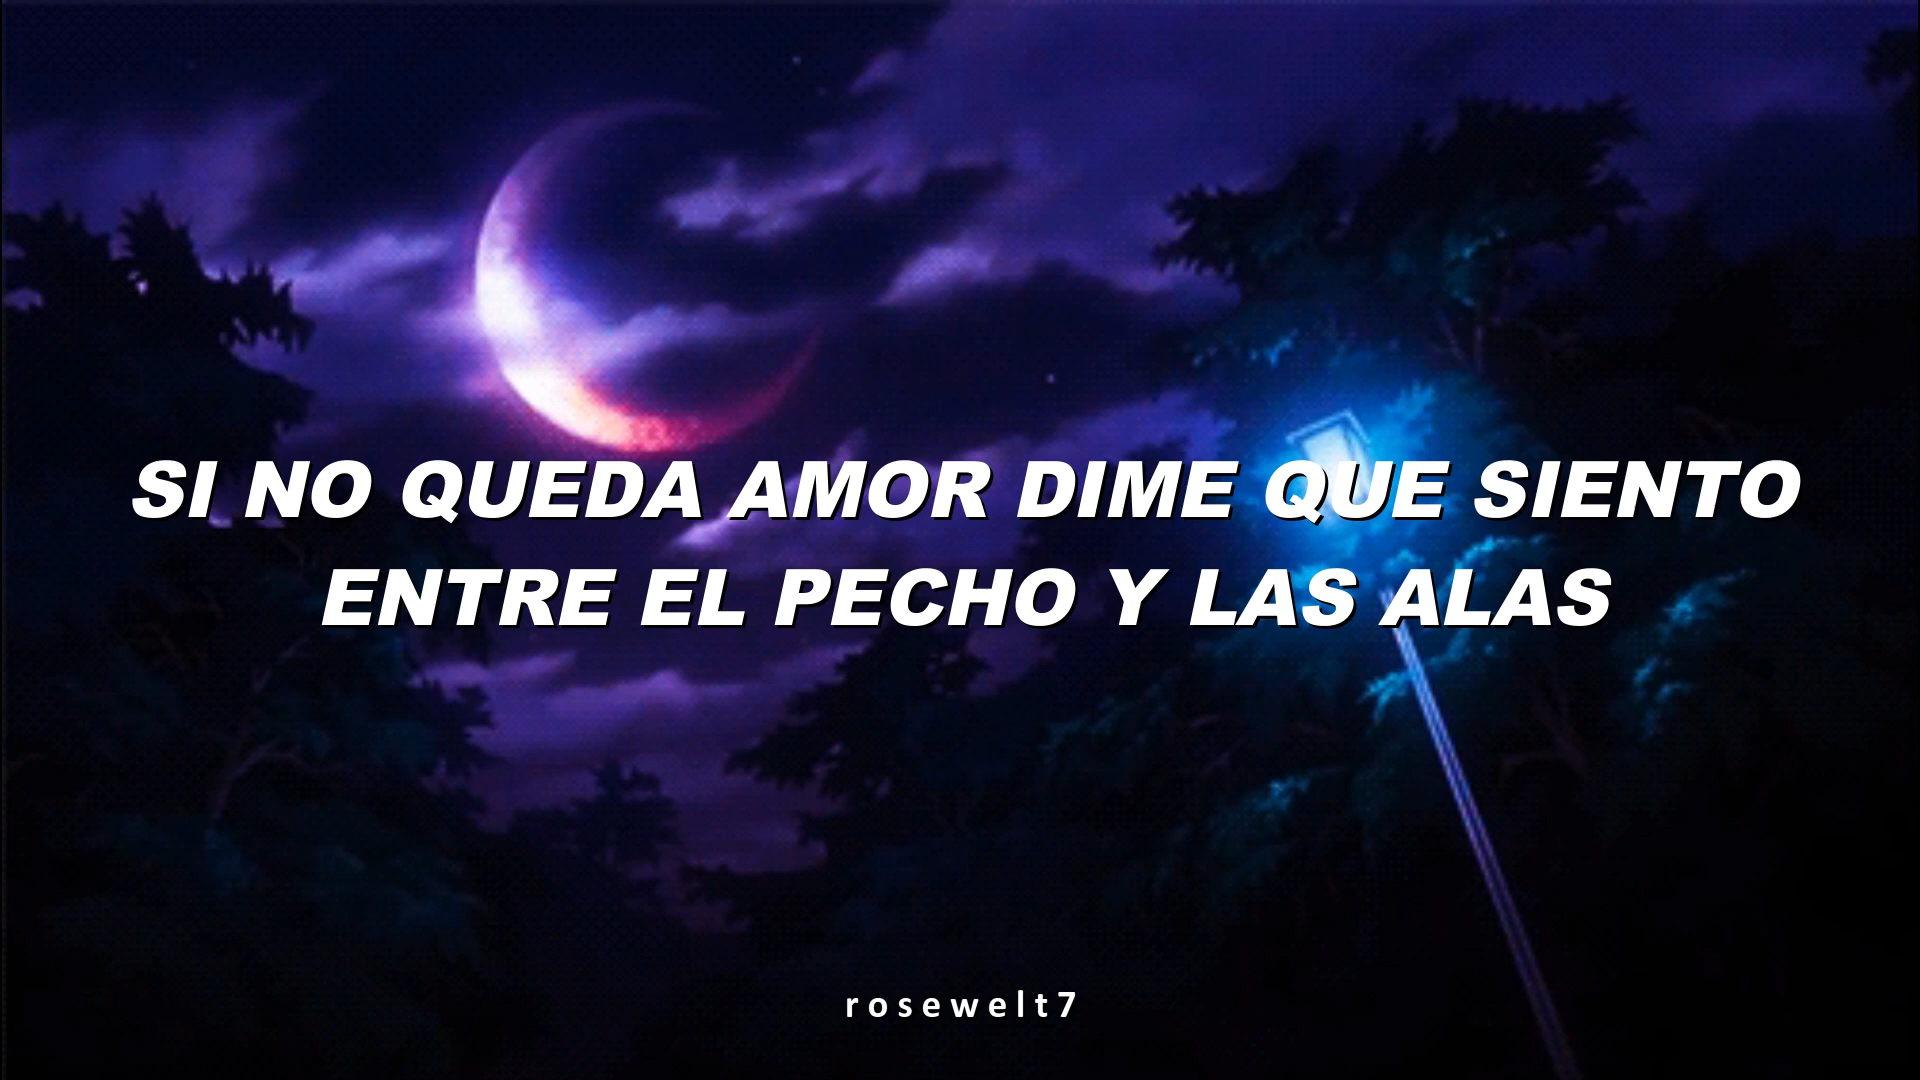 SI NO QUEDA AMOR DIME QUE SIENTO
ENTRE EL PECHO Y LAS ALAS
rosewelt7